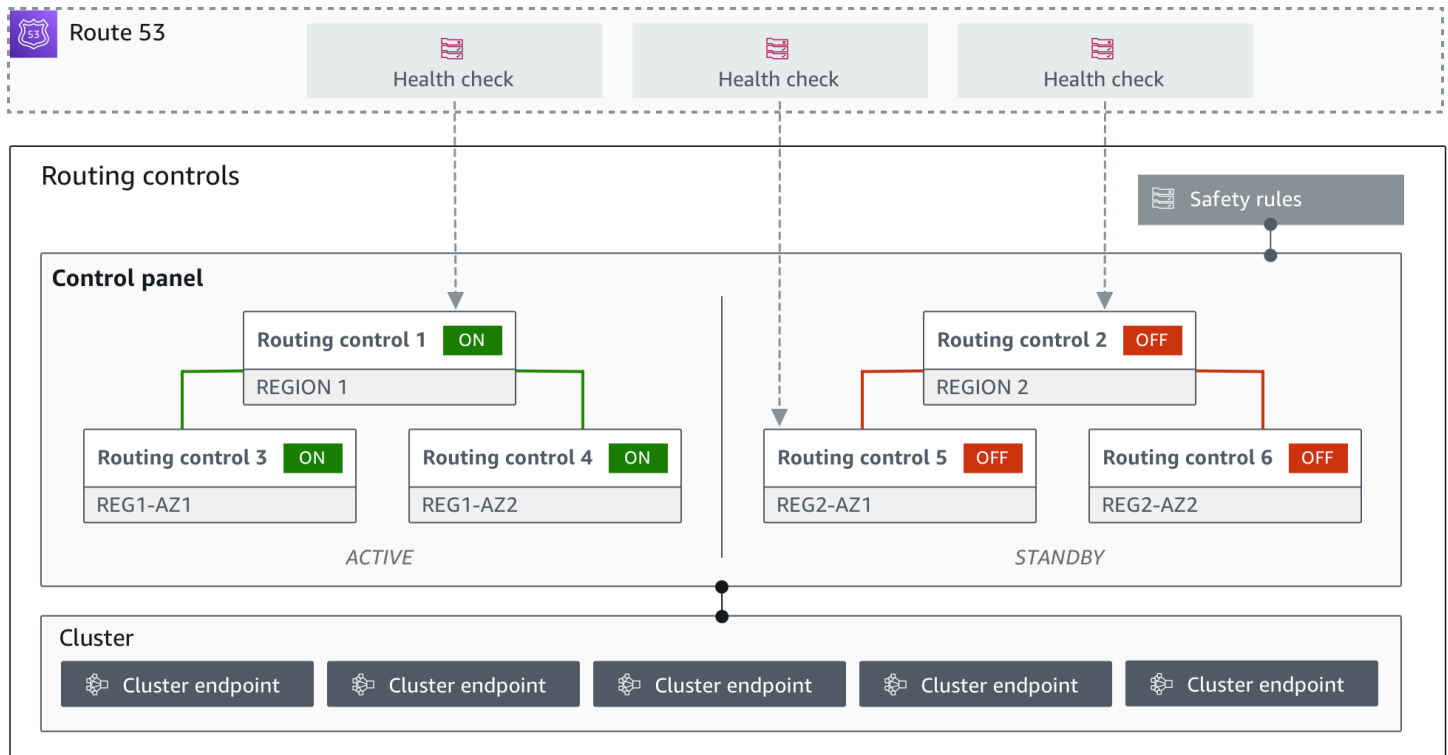 53
Route 53
Health check
Health check
Health check
Routing controls
Safety rules
Control panel
Routing control 1 ON
REGION 1
Routing control 2 OFF
REGION 2
Routing control 3 ON
REG1-AZ1
Routing control 4 ON
REG1-AZ2
Routing control 5 OFF
REG2-AZ1
Routing control 6 OFF
REG2-AZ2
ACTIVE
STANDBY
Cluster
Cluster endpoint
Cluster endpoint
Cluster endpoint
Cluster endpoint
Cluster endpoint